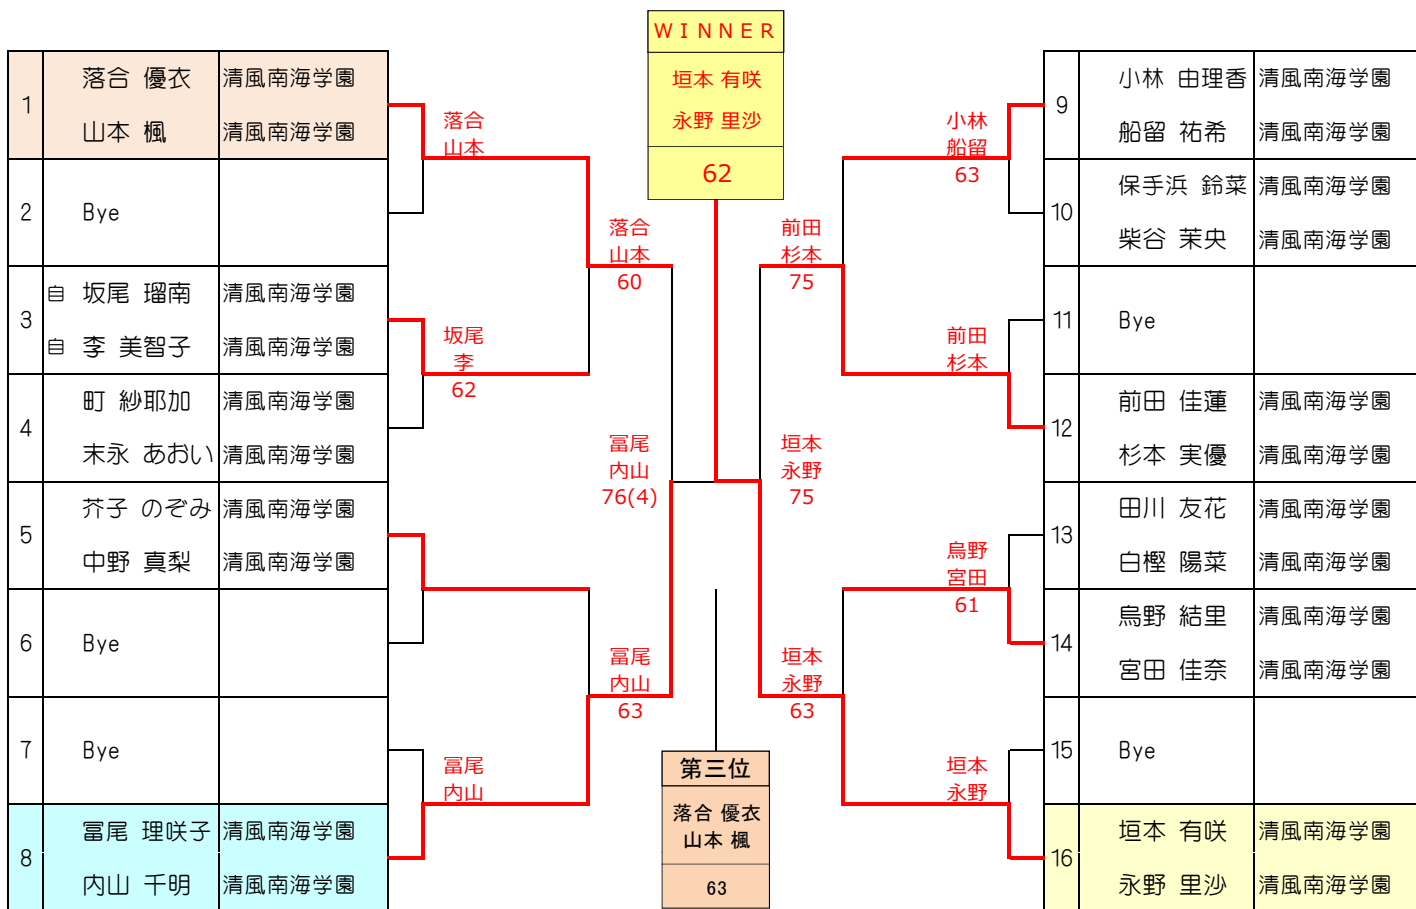 WINNER
垣本 有咲
永野 里沙
62
1
落合 優衣 清風南海学園
山本 楓 清風南海学園
2
Bye
3
自 坂尾 瑠南 清風南海学園
自 李 美智子 清風南海学園
4
町 紗耶加 清風南海学園
末永 あおい 清風南海学園
5
芥子 のぞみ 清風南海学園
中野 真梨 清風南海学園
6
Bye
7
Bye
8
冨尾 理咲子 清風南海学園
内山 千明 清風南海学園
落合
山本
坂尾
李
62
冨尾
内山
落合
山本
60
冨尾
内山
63
冨尾
内山
76(4)
前田
杉本
75
垣本
永野
75
垣本
永野
63
小林
船留
63
前田
杉本
烏野
宮田
61
垣本
永野
9
小林 由理香 清風南海学園
船留 祐希 清風南海学園
10
保手浜 鈴菜 清風南海学園
柴谷 茉央 清風南海学園
11
Bye
12
前田 佳蓮 清風南海学園
杉本 実優 清風南海学園
13
田川 友花 清風南海学園
白樫 陽菜 清風南海学園
14
烏野 結里 清風南海学園
宮田 佳奈 清風南海学園
15
Bye
16
垣本 有咲 清風南海学園
永野 里沙 清風南海学園
第三位
落合 優衣
山本 楓
63